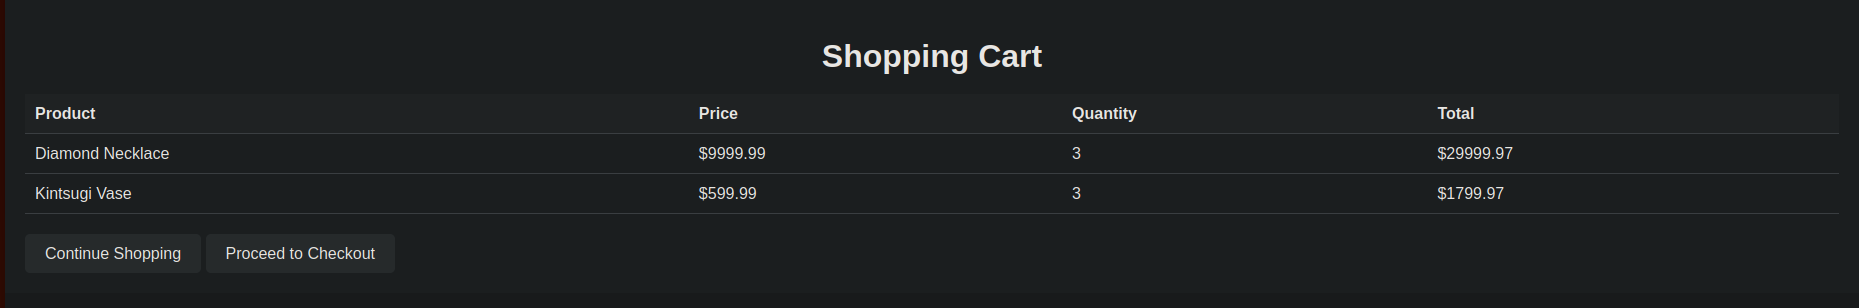 Shopping Cart
Product Price Quantity Total
Diamond Necklace $9999.99 3 $29999.97
Kintsugi Vase $599.99 3 $1799.97
Continue Shopping Proceed to Checkout